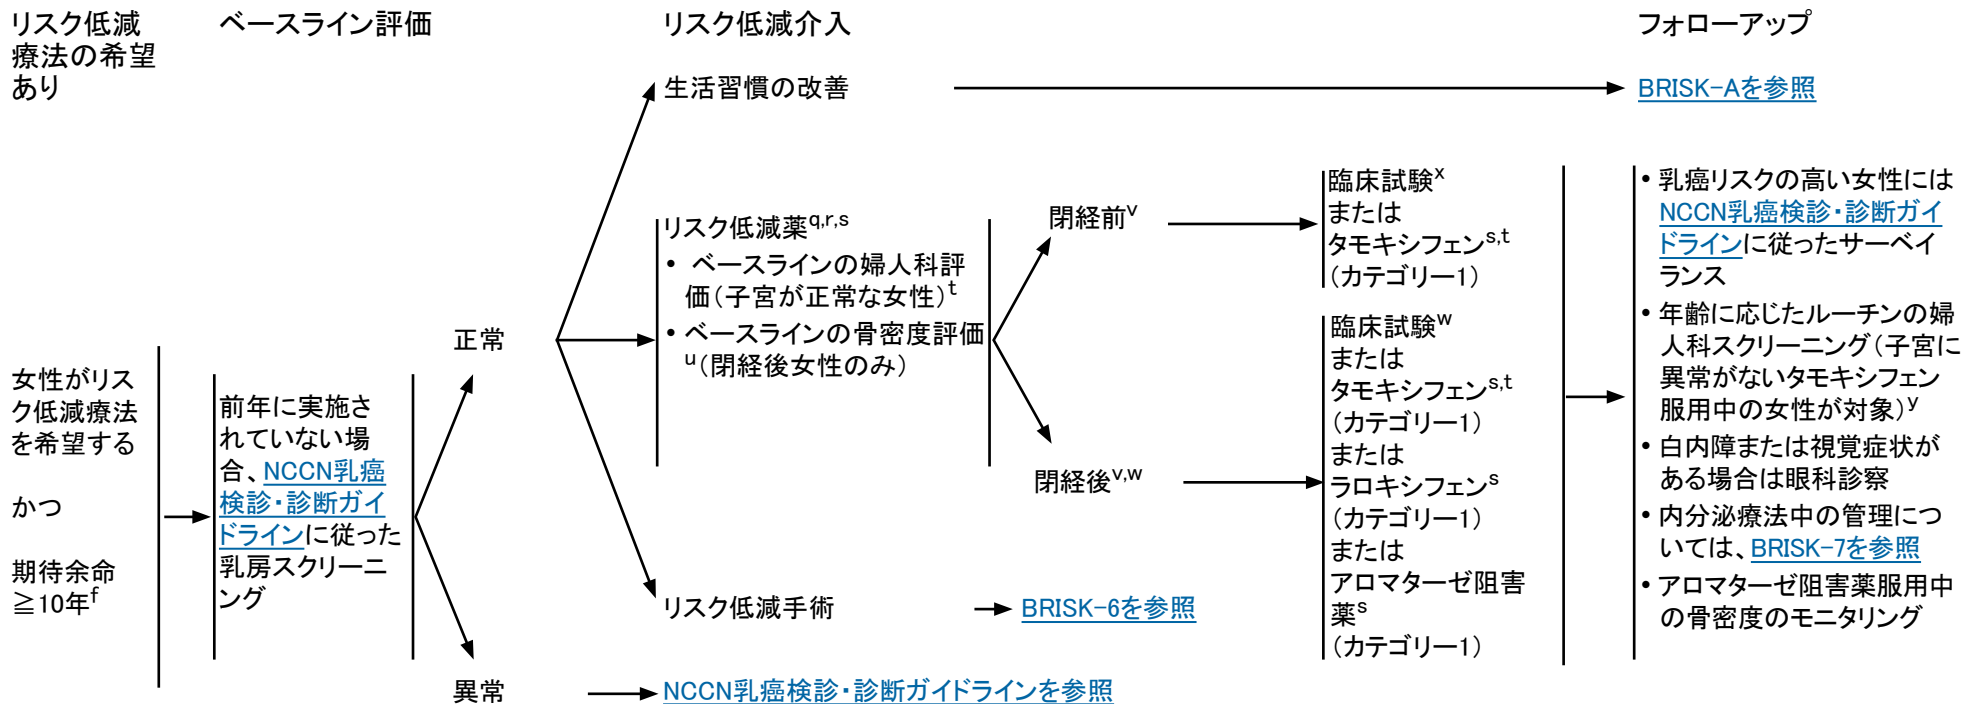 リスク低減
療法の希望
あり
ベースライン評価
リスク低減介入
フォローアップ
女性がリス
ク低減療法
を希望する
かつ
期待余命
≧10年f
前年に実施さ
れていない場
合、NCCN乳癌
検診・診断ガイ
ドラインに従った
乳房スクリーニ
ング
正常
異常
生活習慣の改善
BRISK-Aを参照
リスク低減薬q,r,s
• ベースラインの婦人科評
価（子宮が正常な女性）t
• ベースラインの骨密度評価
u（閉経後女性のみ）
閉経前v
臨床試験x
または
タモキシフェンs,t
（カテゴリー1）
閉経後v,w
臨床試験w
または
タモキシフェンs,t
（カテゴリー1）
または
ラロキシフェンs
（カテゴリー1）
または
アロマターゼ阻害
薬s
（カテゴリー1）
• 乳癌リスクの高い女性には
NCCN乳癌検診・診断ガイ
ドラインに従ったサーベイ
ランス
• 年齢に応じたルーチンの婦
人科スクリーニング（子宮に
異常がないタモキシフェン
服用中の女性が対象）y
• 白内障または視覚症状が
ある場合は眼科診察
• 内分泌療法中の管理につ
いては、BRISK-7を参照
• アロマターゼ阻害薬服用中
の骨密度のモニタリング
リスク低減手術
BRISK-6を参照
NCCN乳癌検診・診断ガイドラインを参照